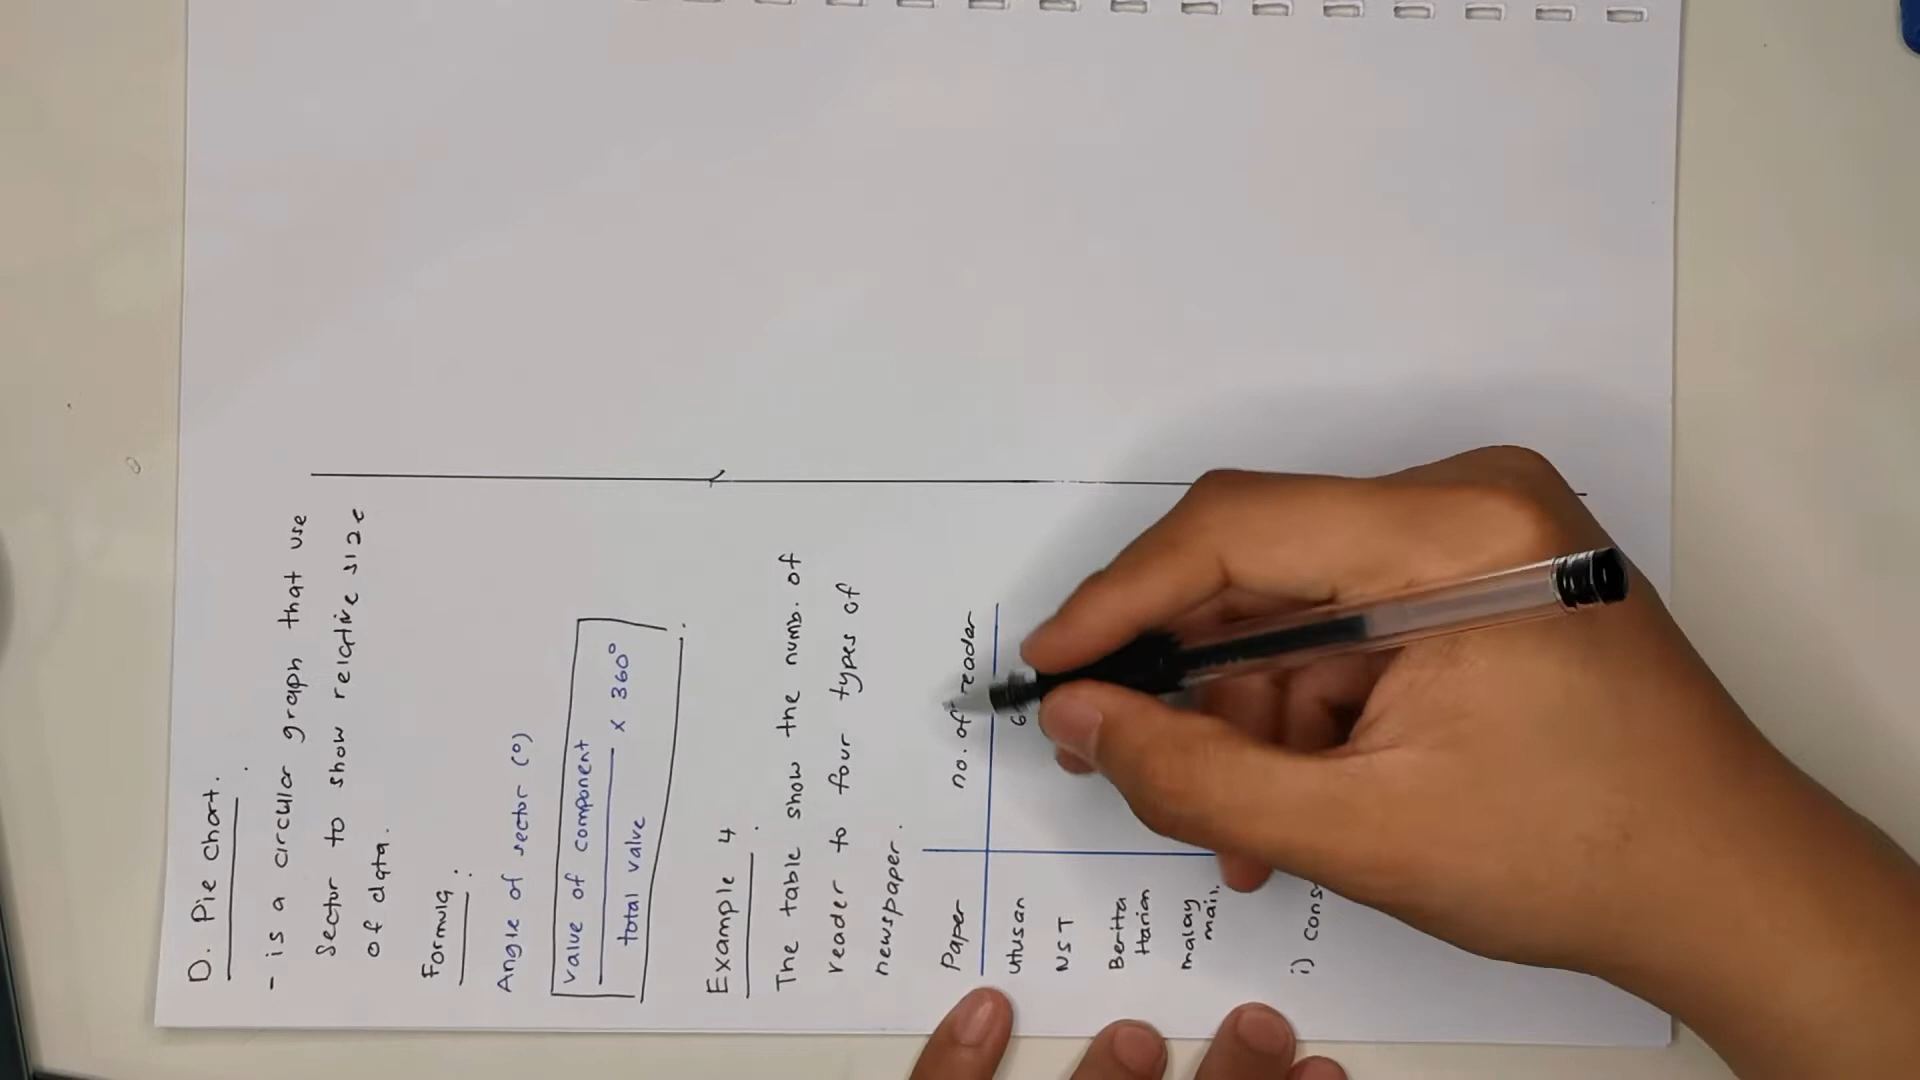 D. Pie chart.
- is a circular graph that use
sector to show relative size
of data.
Formula:
Angle of sector (°)
value of component
total value
x 360°
Example 4
The table show the numb. of
reader to four types of
newspaper.
Paper no. of reader
Utusan
NST
Berita
Harian
malay
mail
i)